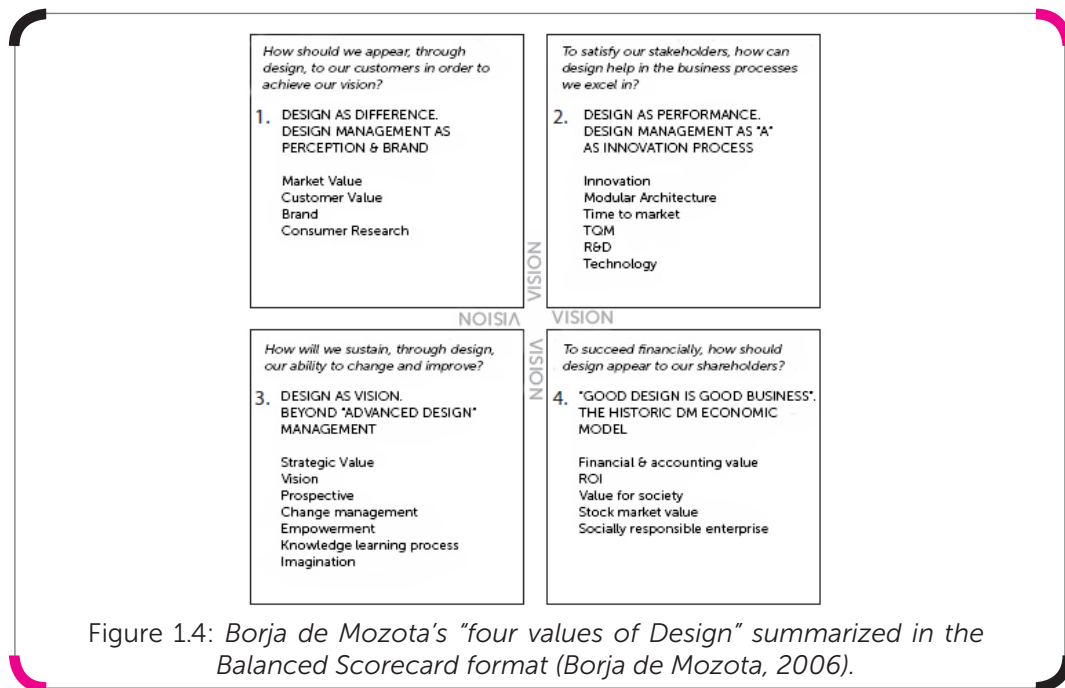 How should we appear, through
design, to our customers in order to
achieve our vision?
1. DESIGN AS DIFFERENCE.
DESIGN MANAGEMENT AS
PERCEPTION & BRAND
Market Value
Customer Value
Brand
Consumer Research
To satisfy our stakeholders, how can
design help in the business processes
we excel in?
2. DESIGN AS PERFORMANCE.
DESIGN MANAGEMENT AS "A"
AS INNOVATION PROCESS
Innovation
Modular Architecture
Time to market
TQM
R&D
Technology
VISION
VISION
VISION
VISION
How will we sustain, through design,
our ability to change and improve?
3. DESIGN AS VISION.
BEYOND "ADVANCED DESIGN"
MANAGEMENT
Strategic Value
Vision
Prospective
Change management
Empowerment
Knowledge learning process
Imagination
To succeed financially, how should
design appear to our shareholders?
4. "GOOD DESIGN IS GOOD BUSINESS".
THE HISTORIC DM ECONOMIC
MODEL
Financial & accounting value
ROI
Value for society
Stock market value
Socially responsible enterprise
Figure 1.4: Borja de Mozota's "four values of Design" summarized in the
Balanced Scorecard format (Borja de Mozota, 2006).